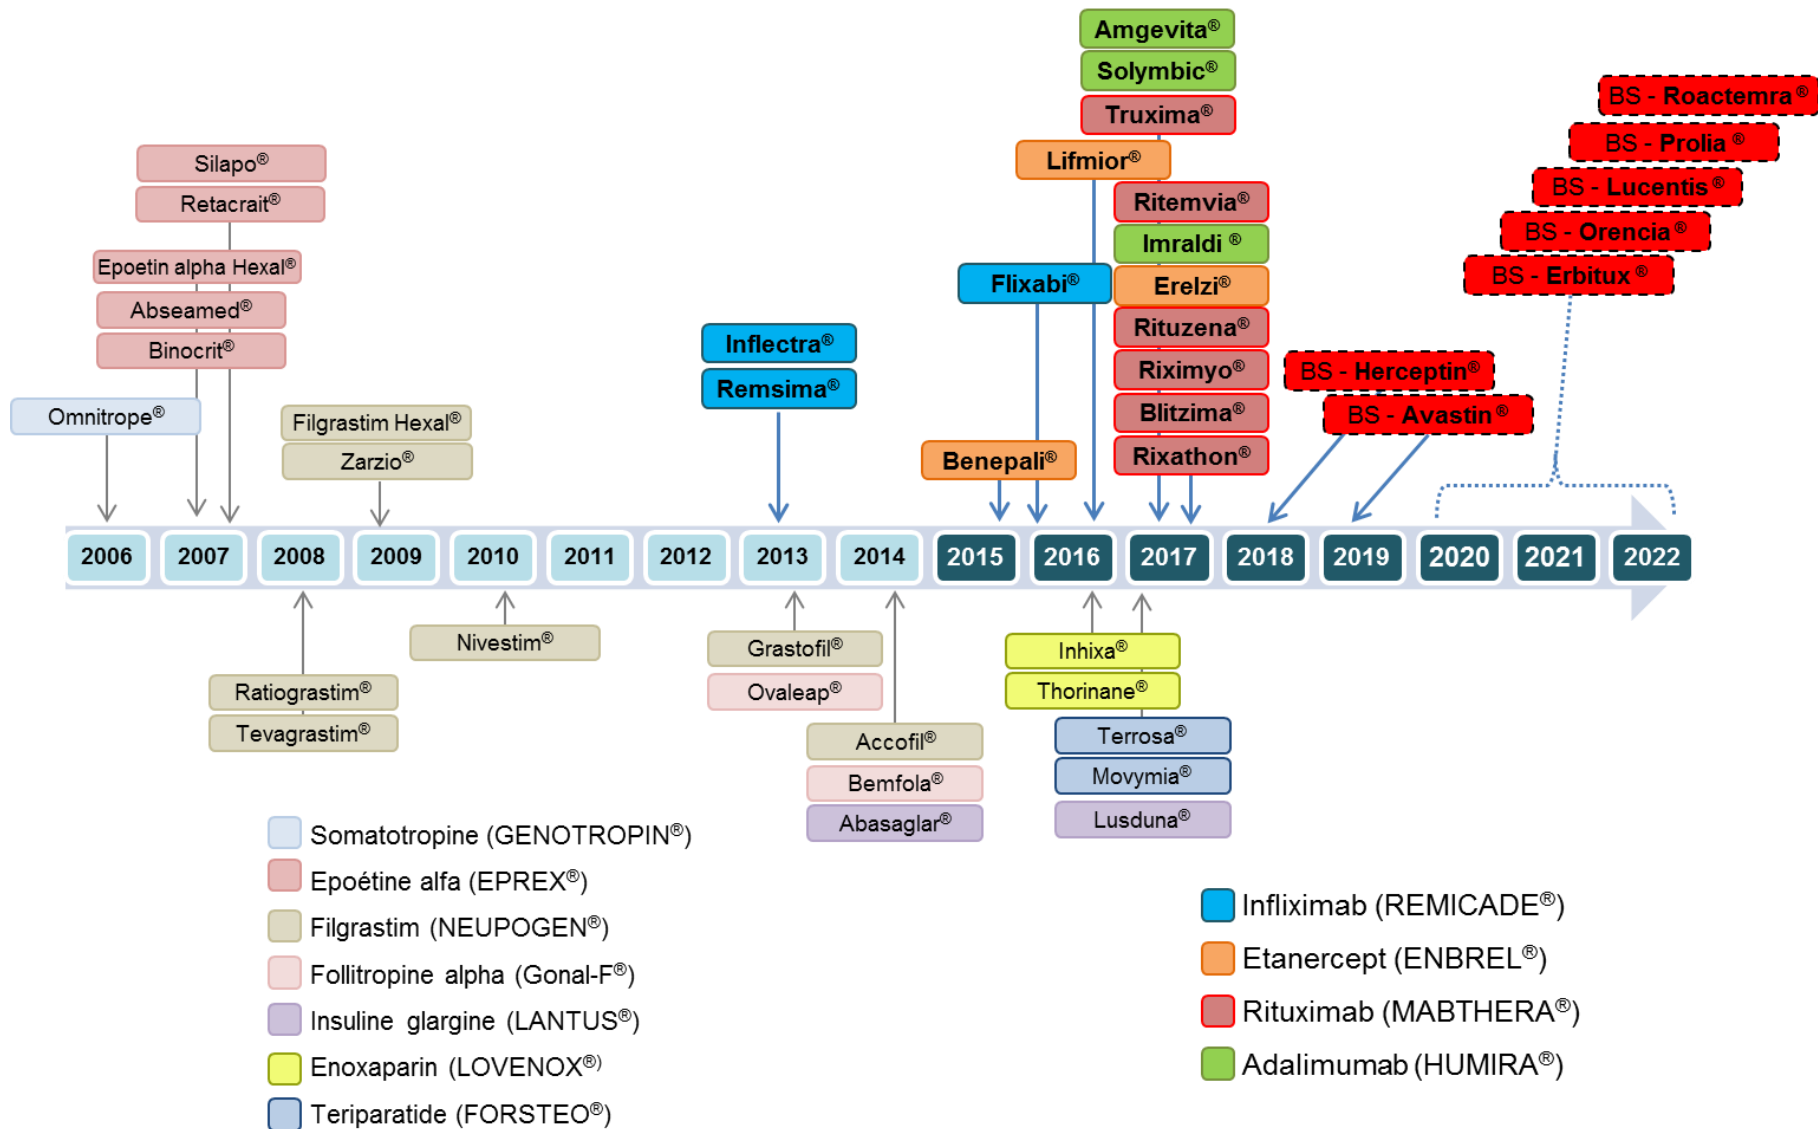 Amgevita®
Solymbic®
Truxima®
Lifmior®
Ritemvia®
Imraldi ®
Erelzi®
Rituzena®
Riximyo®
Blitzima®
Rixathon®
Flixabi®
Benepali®
Inflectra®
Remsima®
Silapo®
Retacrait®
Epoetin alpha Hexal®
Abseamed®
Binocrit®
Omnitrope®
Filgrastim Hexal®
Zarzio®
BS - Roactemra ®
BS - Prolia ®
BS - Lucentis ®
BS - Orencia ®
BS - Erbitux ®
BS - Herceptin®
BS - Avastin ®
2006 2007 2008 2009 2010 2011 2012 2013 2014 2015 2016 2017 2018 2019 2020 2021 2022
Ratiograstim®
Tevagrastim®
Nivestim®
Grastofil®
Ovaleap®
Accofil®
Bemfola®
Abasaglar®
Inhixa®
Thorinane®
Terrosa®
Movymia®
Lusduna®
Somatotropine (GENOTROPIN®)
Epoétine alfa (EPREX®)
Filgrastim (NEUPOGEN®)
Follitropine alpha (Gonal-F®)
Insuline glargine (LANTUS®)
Enoxaparin (LOVENOX®)
Teriparatide (FORSTEO®)
Infliximab (REMICADE®)
Etanercept (ENBREL®)
Rituximab (MABTHERA®)
Adalimumab (HUMIRA®)